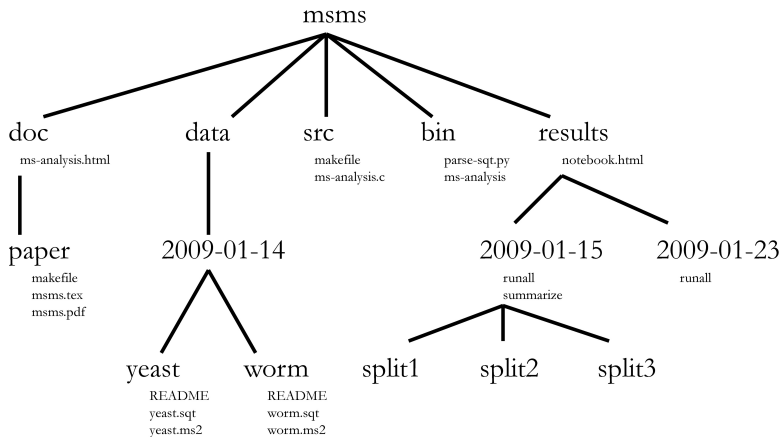 msms
doc
data
src
bin
results
ms-analysis.html
makefile
ms-analysis.c
parse-sqt.py
ms-analysis
notebook.html
paper
2009-01-14
2009-01-15
2009-01-23
makefile
msms.tex
msms.pdf
runall
summarize
runall
yeast
worm
split1
split2
split3
README
yeast.sqt
yeast.ms2
README
worm.sqt
worm.ms2